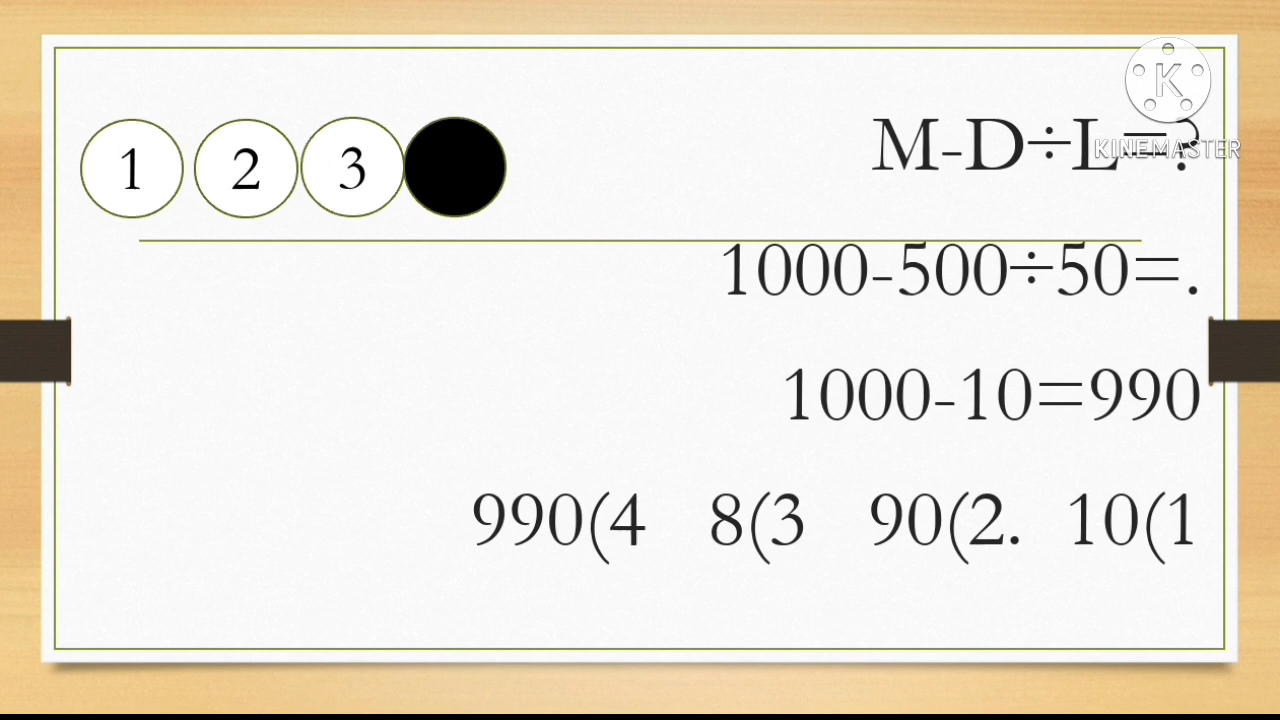 1 2 3
M-D÷L=?
K
KINEMASTER
1000-500÷50=.
1000-10=990
990(4 8(3 90(2. 10(1